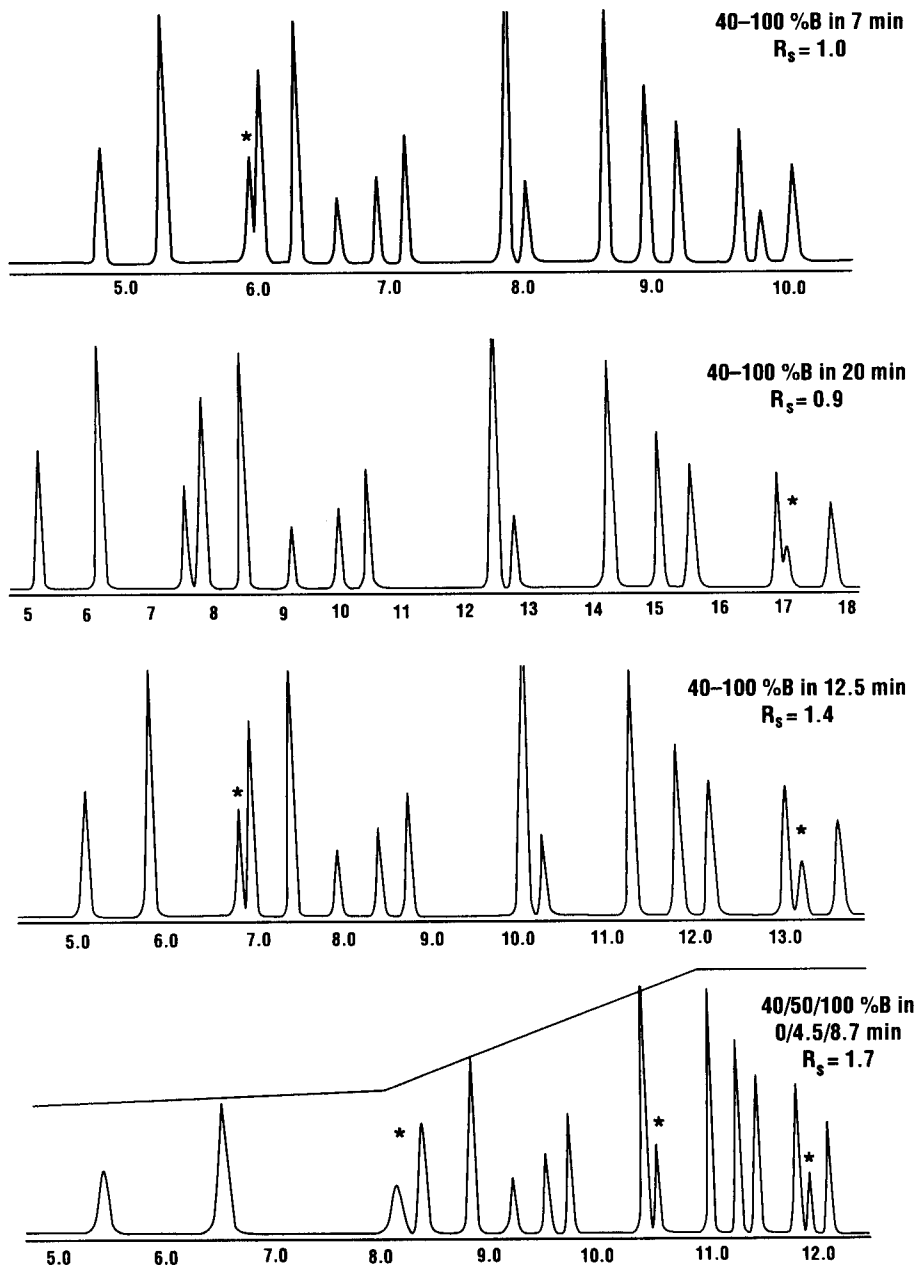 40–100 %B in 7 min
Rs = 1.0
*
5.0 6.0 7.0 8.0 9.0 10.0
40–100 %B in 20 min
Rs = 0.9
*
5 6 7 8 9 10 11 12 13 14 15 16 17 18
40–100 %B in 12.5 min
Rs = 1.4
* *
5.0 6.0 7.0 8.0 9.0 10.0 11.0 12.0 13.0
40/50/100 %B in
0/4.5/8.7 min
Rs = 1.7
* * *
5.0 6.0 7.0 8.0 9.0 10.0 11.0 12.0